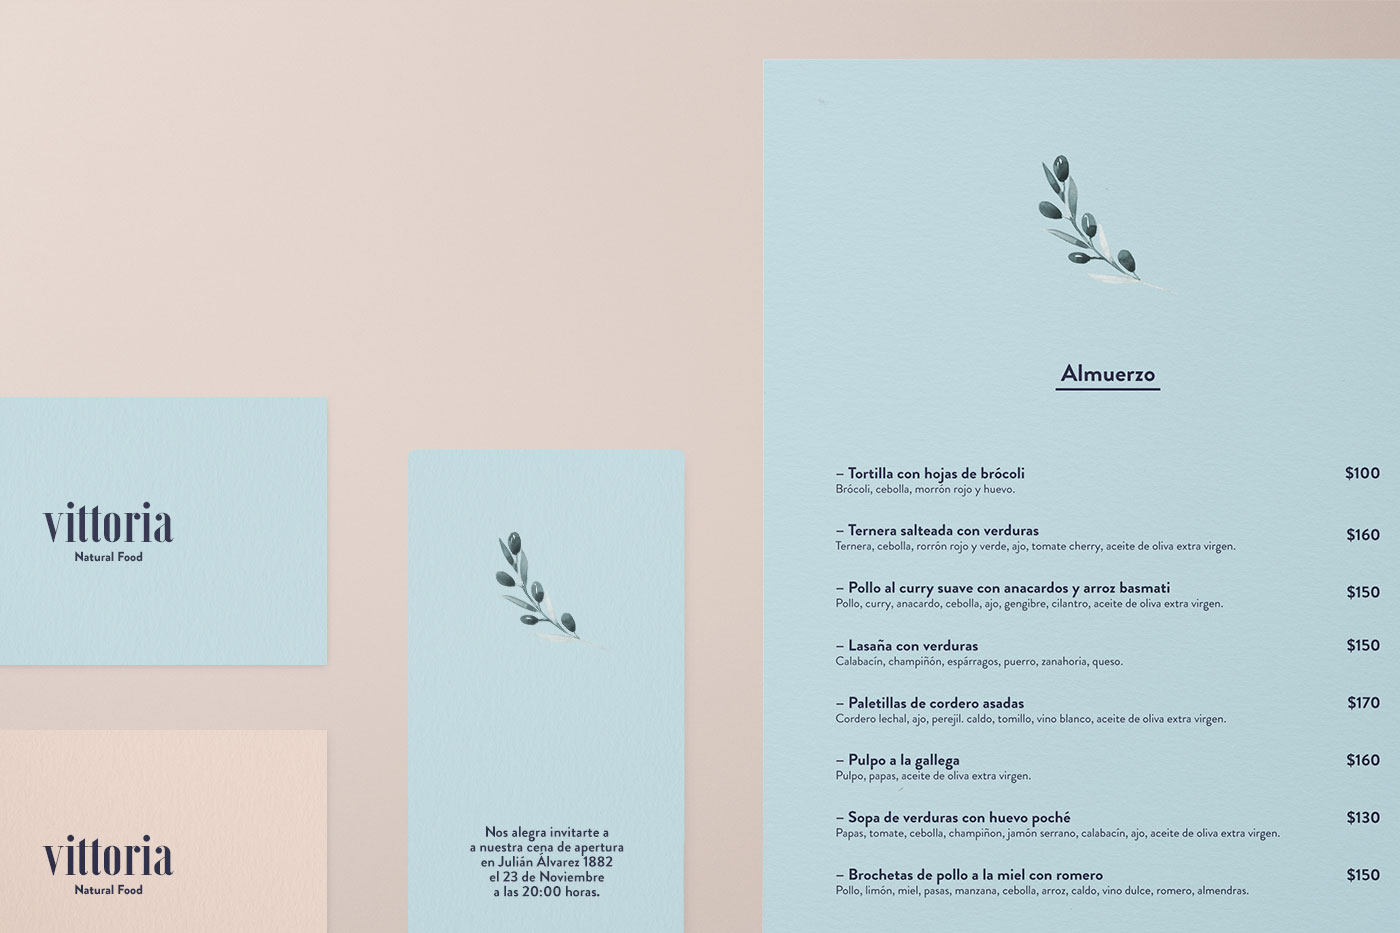 vittoria
Natural Food
vittoria
Natural Food
Nos alegra invitarte a
a nuestra cena de apertura
en Julián Álvarez 1882
el 23 de Noviembre
a las 20:00 horas.
Almuerzo
– Tortilla con hojas de brócoli $100
Brócoli, cebolla, morrón rojo y huevo.
– Ternera salteada con verduras $160
Ternera, cebolla, rorrón rojo y verde, ajo, tomate cherry, aceite de oliva extra virgen.
– Pollo al curry suave con anacardos y arroz basmati $150
Pollo, curry, anacardo, cebolla, ajo, gengibre, cilantro, aceite de oliva extra virgen.
– Lasaña con verduras $150
Calabacín, champiñón, espárragos, puerro, zanahoria, queso.
– Paletillas de cordero asadas $170
Cordero lechal, ajo, perejil. caldo, tomillo, vino blanco, aceite de oliva extra virgen.
– Pulpo a la gallega $160
Pulpo, papas, aceite de oliva extra virgen.
– Sopa de verduras con huevo poché $130
Papas, tomate, cebolla, champiñon, jamón serrano, calabacín, ajo, aceite de oliva extra virgen.
– Brochetas de pollo a la miel con romero $150
Pollo, limón, miel, pasas, manzana, cebolla, arroz, caldo, vino dulce, romero, almendras.